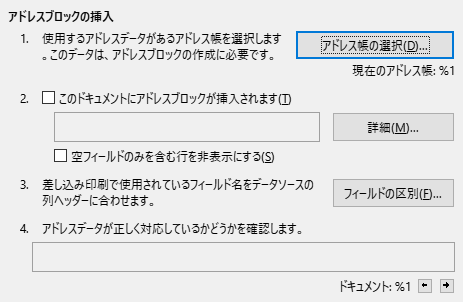 アドレスブロックの挿入
1. 使用するアドレスデータがあるアドレス帳を選択します
。このデータは、アドレスブロックの作成に必要です。
アドレス帳の選択(D)...
現在のアドレス帳: %1
2. このドキュメントにアドレスブロックが挿入されます(T)
詳細(M)...
空フィールドのみを含む行を非表示にする(S)
3. 差し込み印刷で使用されているフィールド名をデータソースの
列ヘッダーに合わせます。
フィールドの区別(F)...
4. アドレスデータが正しく対応しているかどうかを確認します。
ドキュメント: %1